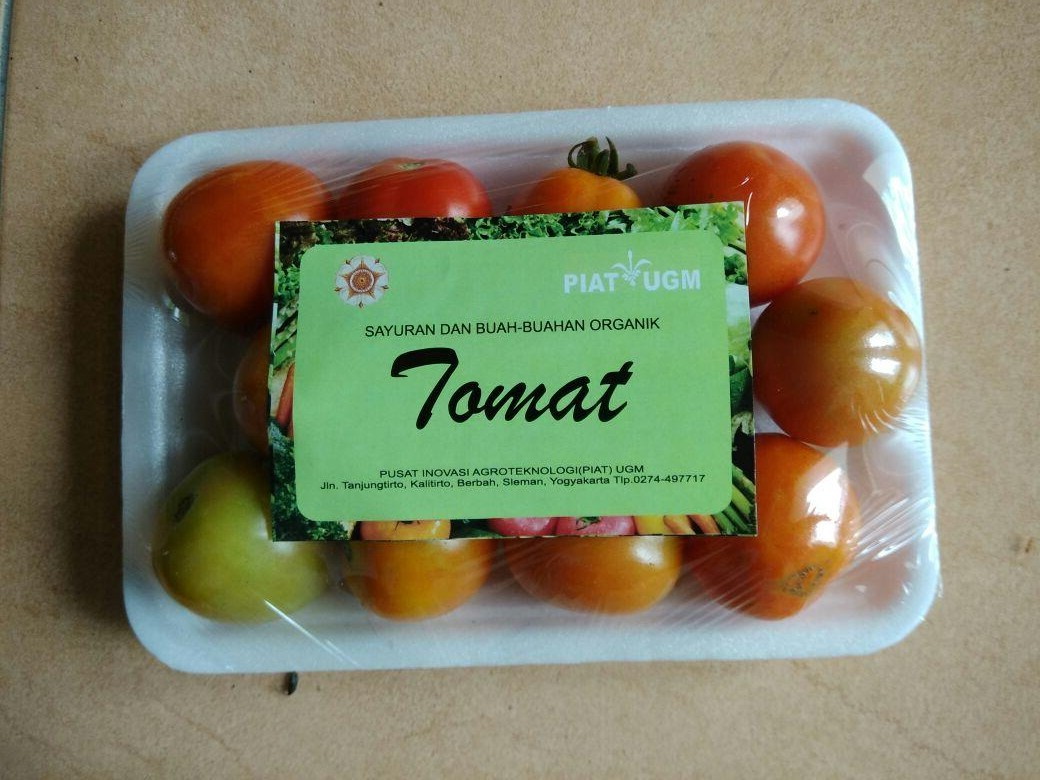 PIAT UGM
SAYURAN DAN BUAH-BUAHAN ORGANIK
Tomat
PUSAT INOVASI AGROTEKNOLOGI(PIAT) UGM
Jln. Tanjungtirto, Kalitirto, Berbah, Sleman, Yogyakarta Tlp.0274-497717